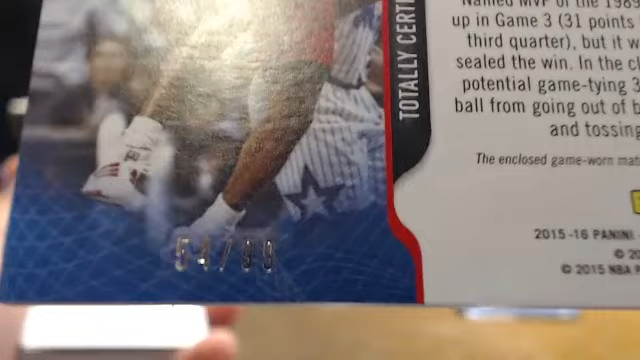 Named MVP of the 1989
up in Game 3 (31 points
third quarter), but it w
sealed the win. In the cl
potential game-tying 3
ball from going out of b
and tossing
The enclosed game-worn mat
2015-16 PANINI
© 20
© 2015 NBA P
TOTALLY CERTI
54/99